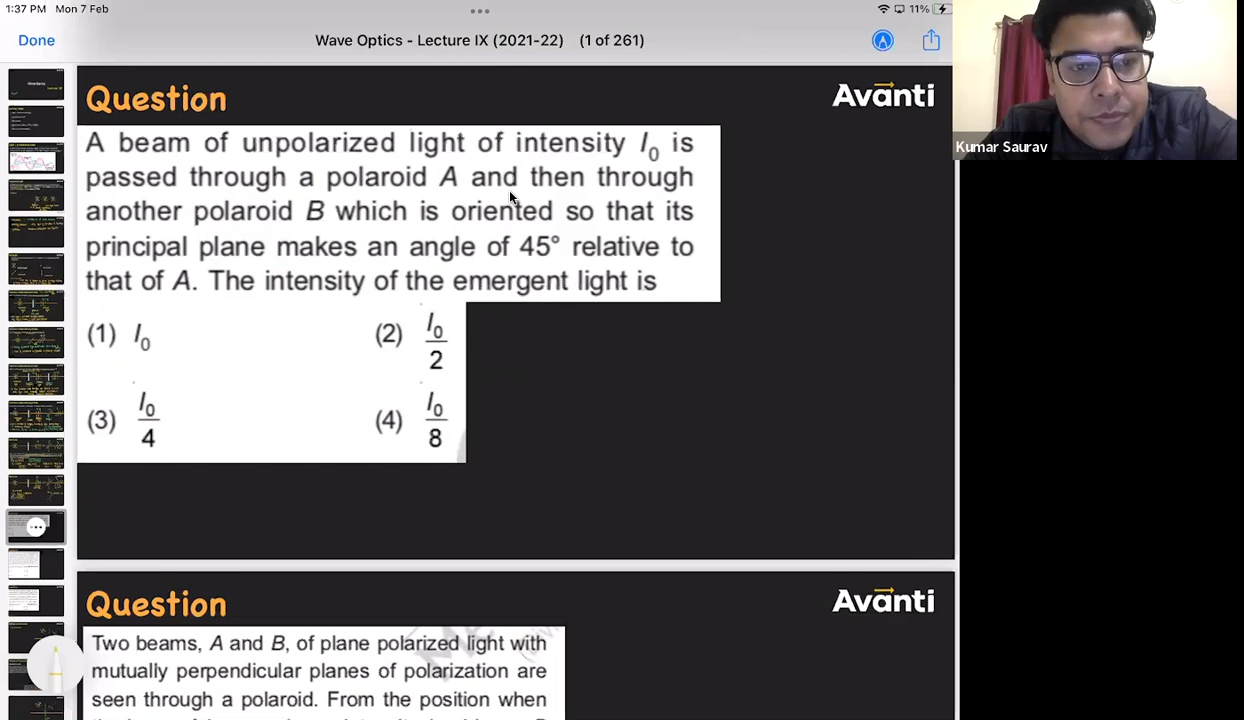 1:37 PM Mon 7 Feb
11%
Done
Wave Optics - Lecture IX (2021-22) (1 of 261)
Question
Avanti
A beam of unpolarized light of intensity I₀ is
passed through a polaroid A and then through
another polaroid B which is oriented so that its
principal plane makes an angle of 45° relative to
that of A. The intensity of the emergent light is
(1) I₀ (2) I₀/2
(3) I₀/4 (4) I₀/8
Kumar Saurav
Question
Avanti
Two beams, A and B, of plane polarized light with
mutually perpendicular planes of polarization are
seen through a polaroid. From the position when